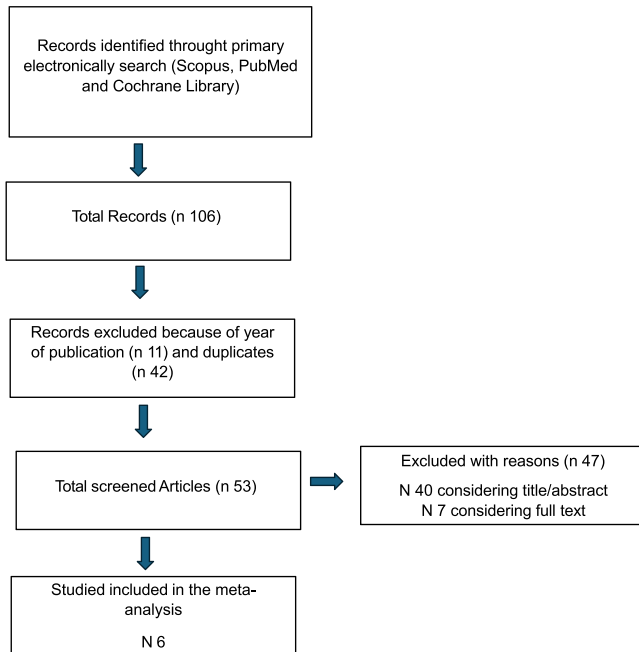 Records identified throught primary
electronically search (Scopus, PubMed
and Cochrane Library)
Total Records (n 106)
Records excluded because of year
of publication (n 11) and duplicates
(n 42)
Total screened Articles (n 53)
Excluded with reasons (n 47)
N 40 considering title/abstract
N 7 considering full text
Studied included in the meta-
analysis
N 6